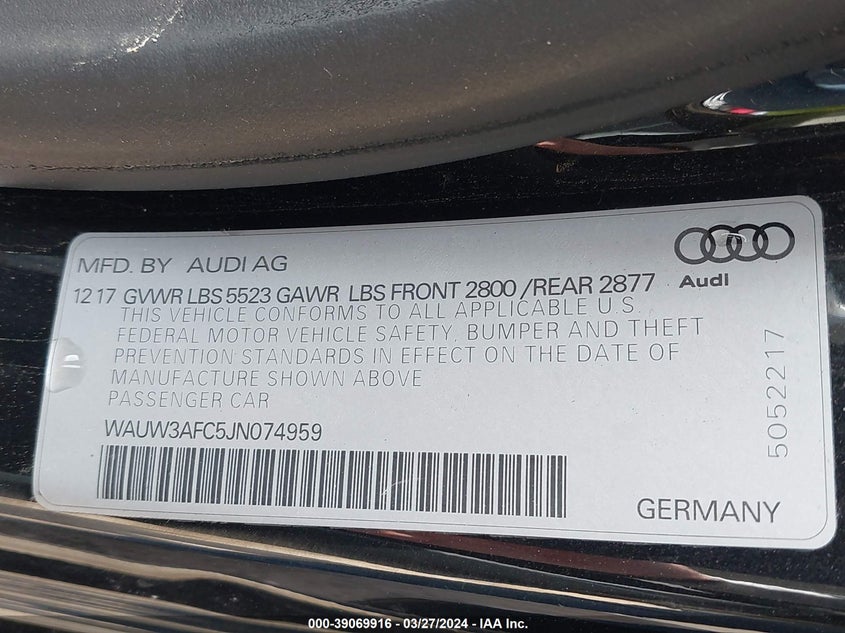 MFD. BY AUDI AG
Audi
12 17 GVWR LBS 5523 GAWR LBS FRONT 2800 /REAR 2877
THIS VEHICLE CONFORMS TO ALL APPLICABLE U.S.
FEDERAL MOTOR VEHICLE SAFETY, BUMPER AND THEFT
PREVENTION STANDARDS IN EFFECT ON THE DATE OF
MANUFACTURE SHOWN ABOVE
PASSENGER CAR
WAUW3AFC5JN074959
5052217
GERMANY
000-39069916 / 03/27/2024 / IAA Inc.